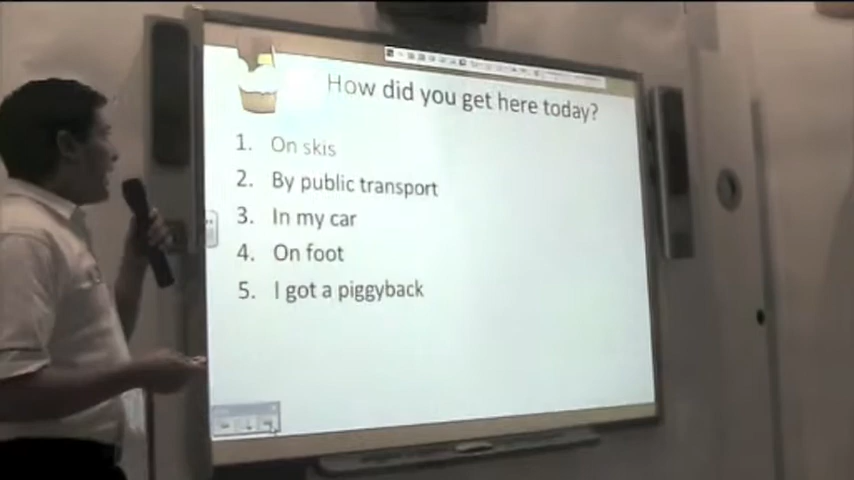 How did you get here today?
1. On skis
2. By public transport
3. In my car
4. On foot
5. I got a piggyback